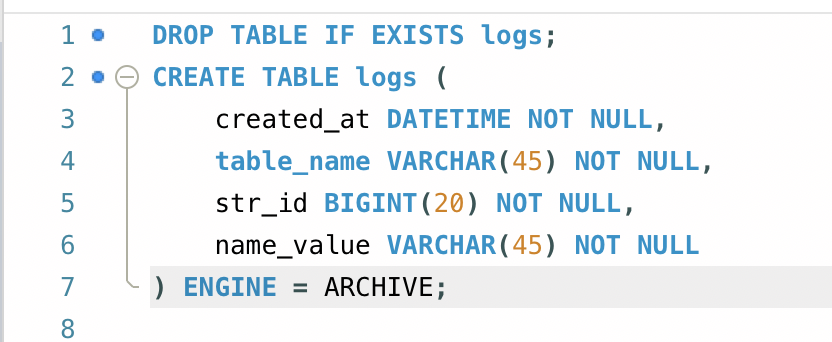 1 DROP TABLE IF EXISTS logs;
2 CREATE TABLE logs (
3 created_at DATETIME NOT NULL,
4 table_name VARCHAR(45) NOT NULL,
5 str_id BIGINT(20) NOT NULL,
6 name_value VARCHAR(45) NOT NULL
7 ) ENGINE = ARCHIVE;
8